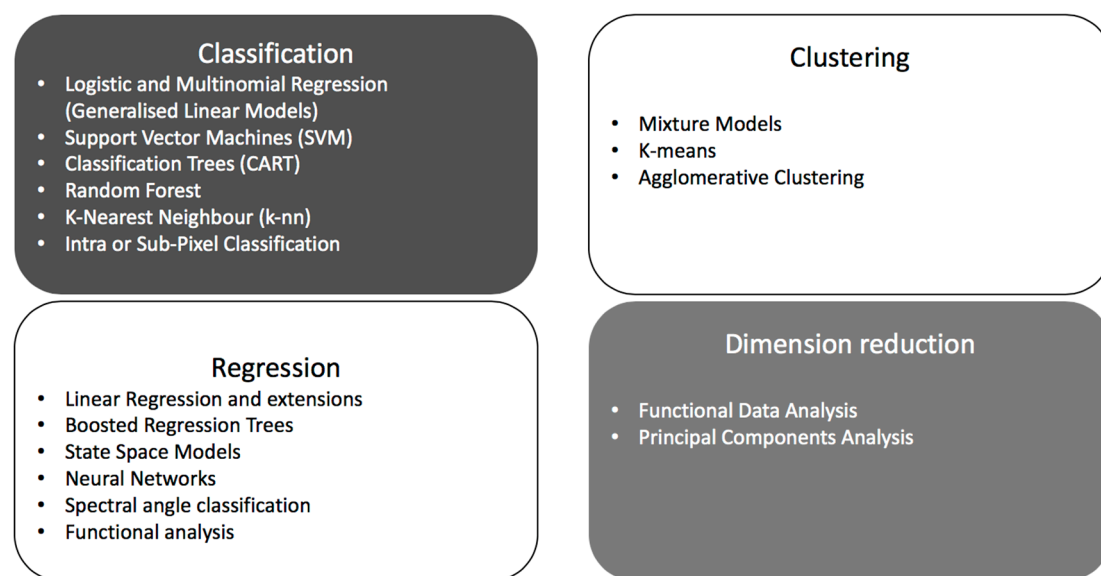 Classification
• Logistic and Multinomial Regression
(Generalised Linear Models)
• Support Vector Machines (SVM)
• Classification Trees (CART)
• Random Forest
• K-Nearest Neighbour (k-nn)
• Intra or Sub-Pixel Classification
Clustering
• Mixture Models
• K-means
• Agglomerative Clustering
Regression
• Linear Regression and extensions
• Boosted Regression Trees
• State Space Models
• Neural Networks
• Spectral angle classification
• Functional analysis
Dimension reduction
• Functional Data Analysis
• Principal Components Analysis